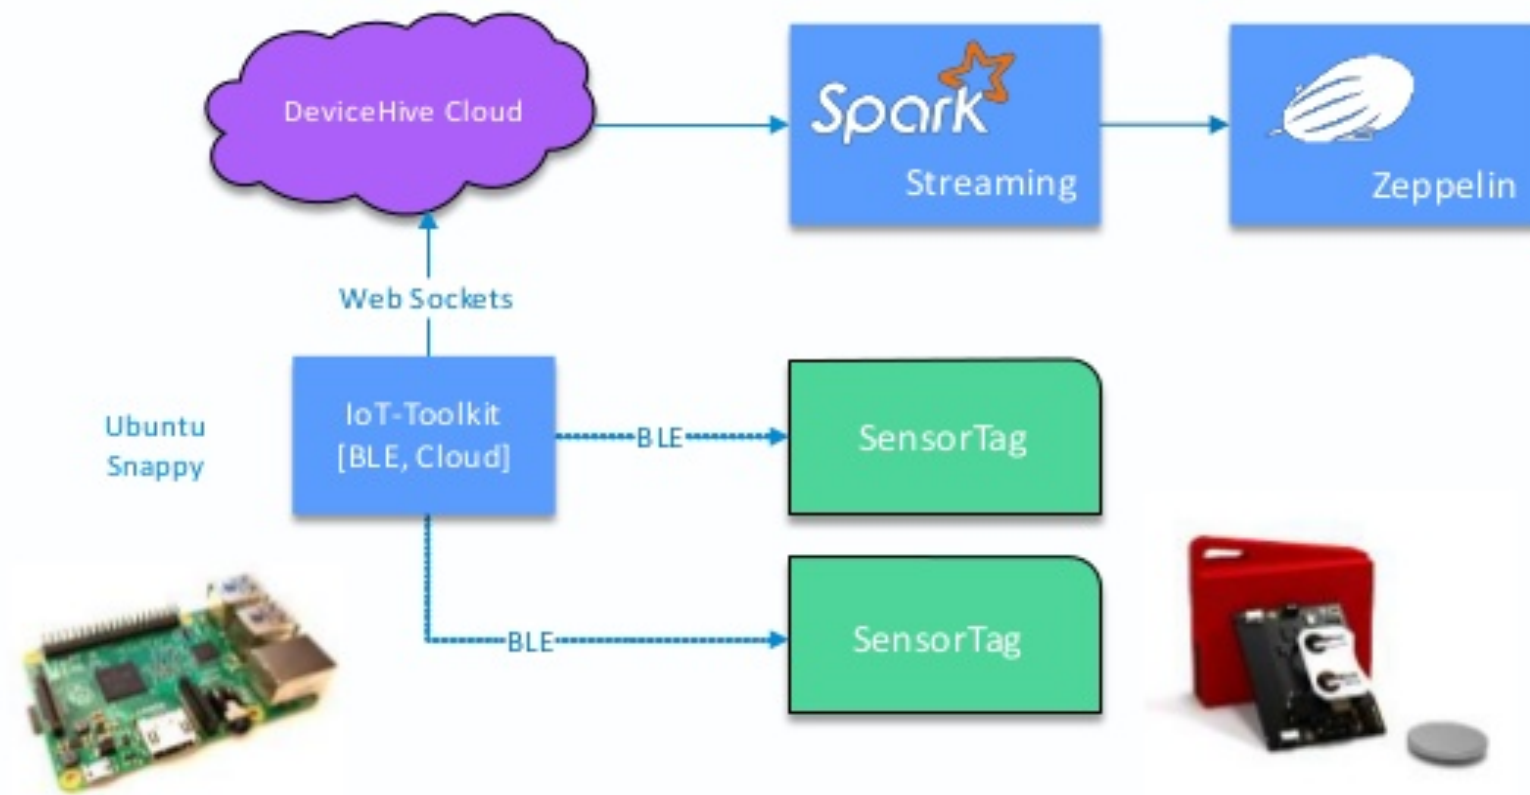 DeviceHive Cloud
Spark
Streaming
Zeppelin
Web Sockets
Ubuntu
Snappy
IoT-Toolkit
[BLE, Cloud]
BLE
SensorTag
BLE
SensorTag